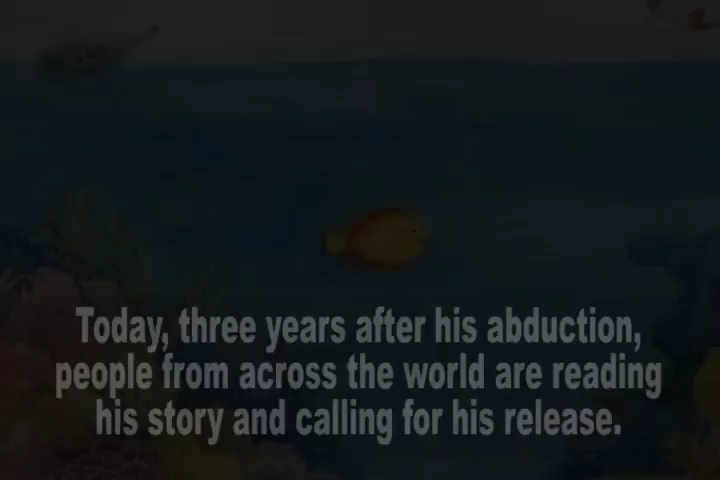 Today, three years after his abduction,
people from across the world are reading
his story and calling for his release.